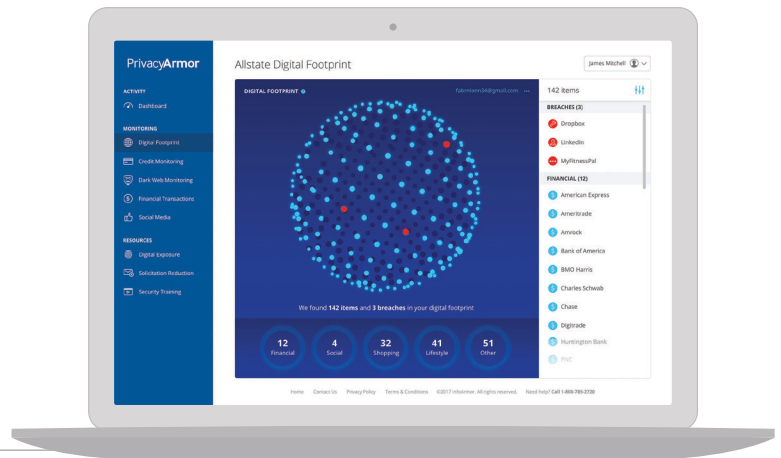 PrivacyArmor
ACTIVITY
Dashboard
MONITORING
Digital Footprint
Credit Monitoring
Dark Web Monitoring
Financial Transactions
Social Media
RESOURCES
Digital Exposure
Solicitation Reduction
Security Training
Allstate Digital Footprint
James Mitchell
DIGITAL FOOTPRINT
We found 142 items and 3 breaches in your digital footprint
12
Financial
4
Social
32
Shopping
41
Lifestyle
51
Other
142 items
BREACHES (3)
Dropbox
LinkedIn
MyFitnessPal
FINANCIAL (12)
American Express
Ameritrade
Amrock
Bank of America
BMO Harris
Charles Schwab
Chase
Digitrade
Huntington Bank
PNC
Home Contact Us Privacy Policy Terms & Conditions ©2017 InfoArmor. All rights reserved. Need help? Call 1-800-789-2720